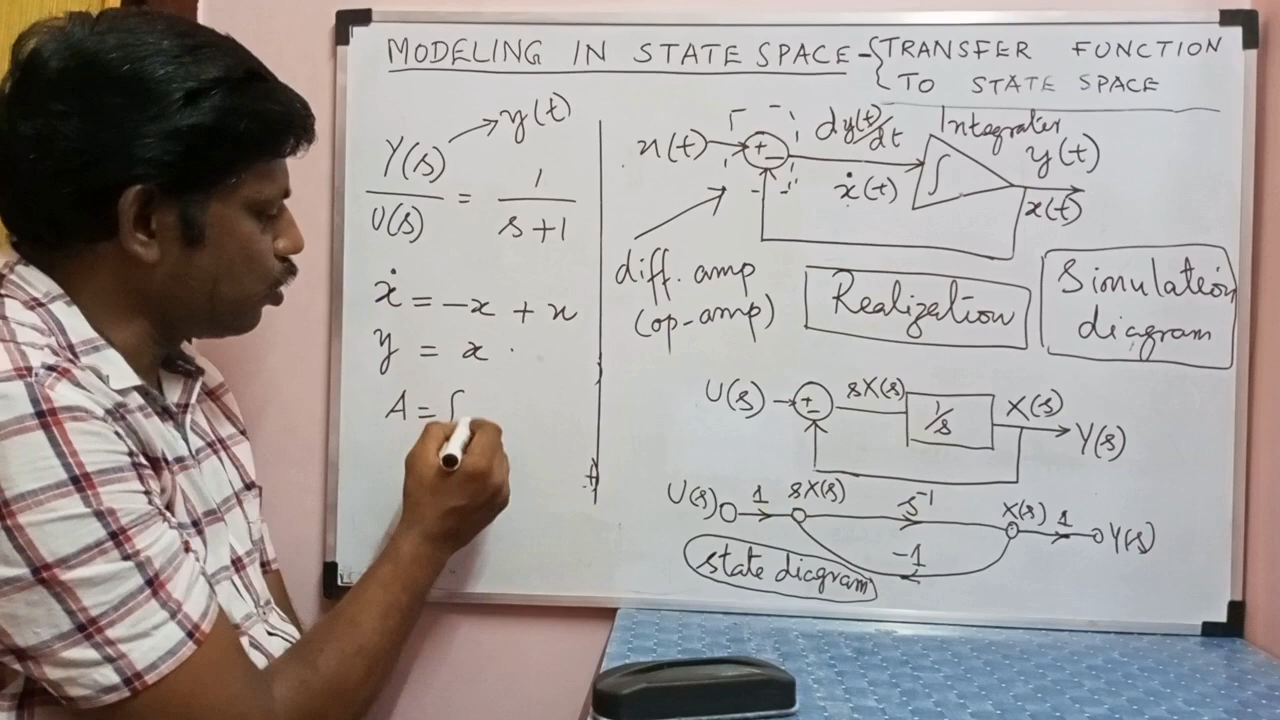 MODELING IN STATE SPACE - { TRANSFER FUNCTION
TO STATE SPACE
Y(s) → y(t)
Y(s)/U(s) = 1/(s+1)
ẋ = -x + u
y = x .
A = [
u(t) + - dy(t)/dt Integrater y(t)
ẋ(t) ∫ x(t)
-
diff. amp
(op-amp)
Realization
Simulation
diagram
U(s) + - sX(s) 1/s X(s) Y(s)
U(s) 1 sX(s) s⁻¹ X(s) 1 Y(s)
-1
state diagram